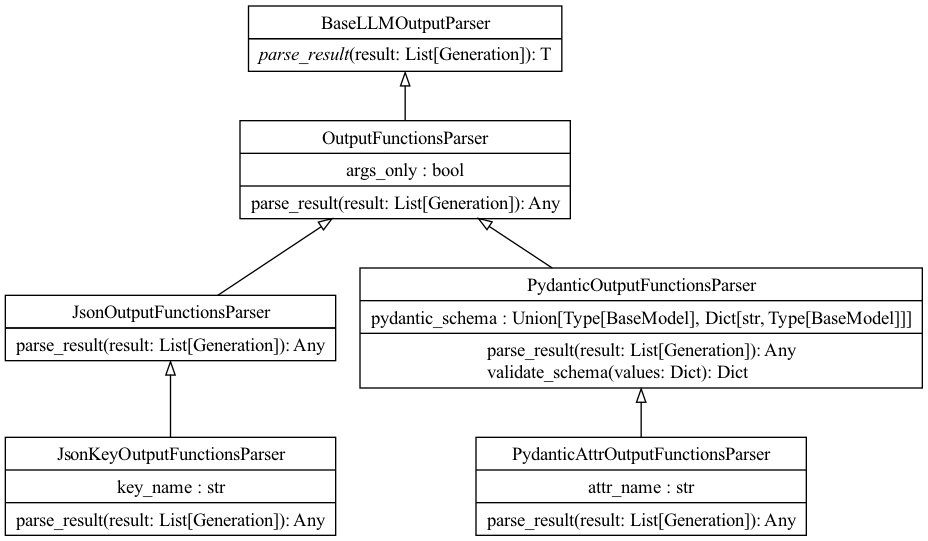 BaseLLMOutputParser
parse_result(result: List[Generation]): T
OutputFunctionsParser
args_only : bool
parse_result(result: List[Generation]): Any
JsonOutputFunctionsParser
parse_result(result: List[Generation]): Any
PydanticOutputFunctionsParser
pydantic_schema : Union[Type[BaseModel], Dict[str, Type[BaseModel]]]
parse_result(result: List[Generation]): Any
validate_schema(values: Dict): Dict
JsonKeyOutputFunctionsParser
key_name : str
parse_result(result: List[Generation]): Any
PydanticAttrOutputFunctionsParser
attr_name : str
parse_result(result: List[Generation]): Any